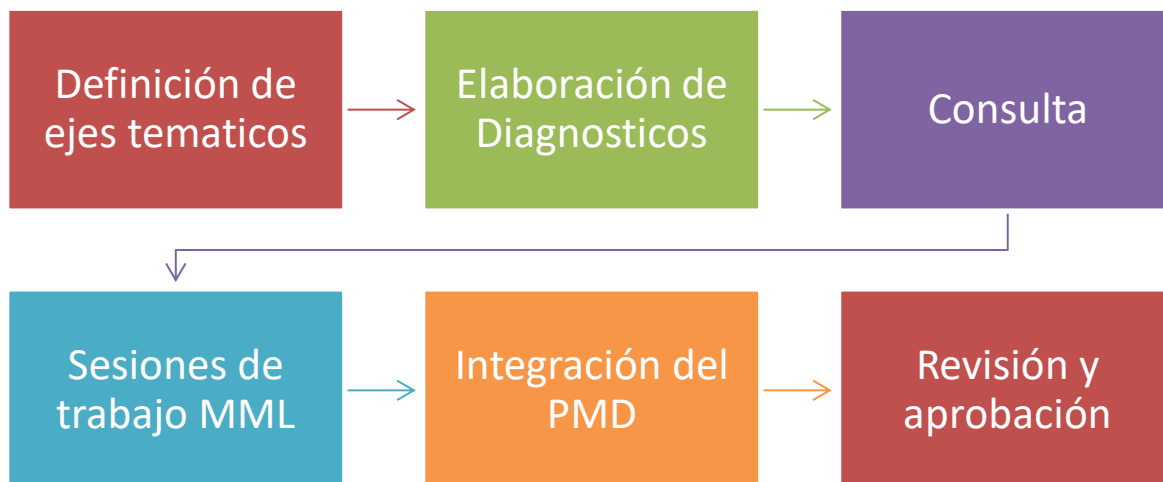 Definición de
ejes tematicos
Elaboración de
Diagnosticos
Consulta
Sesiones de
trabajo MML
Integración del
PMD
Revisión y
aprobación